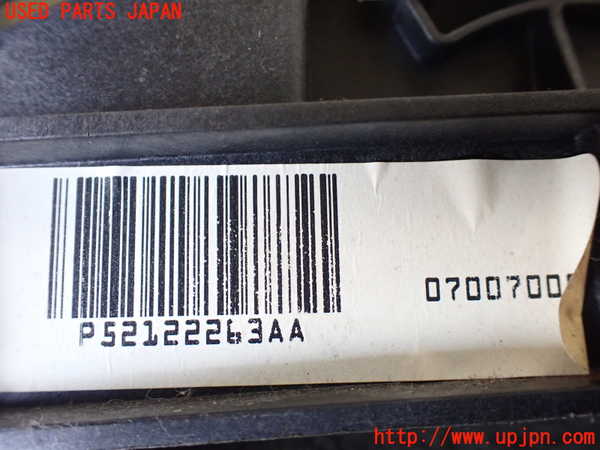 USED PARTS JAPAN
0700700
P52122263AA
http://www.upjpn.com